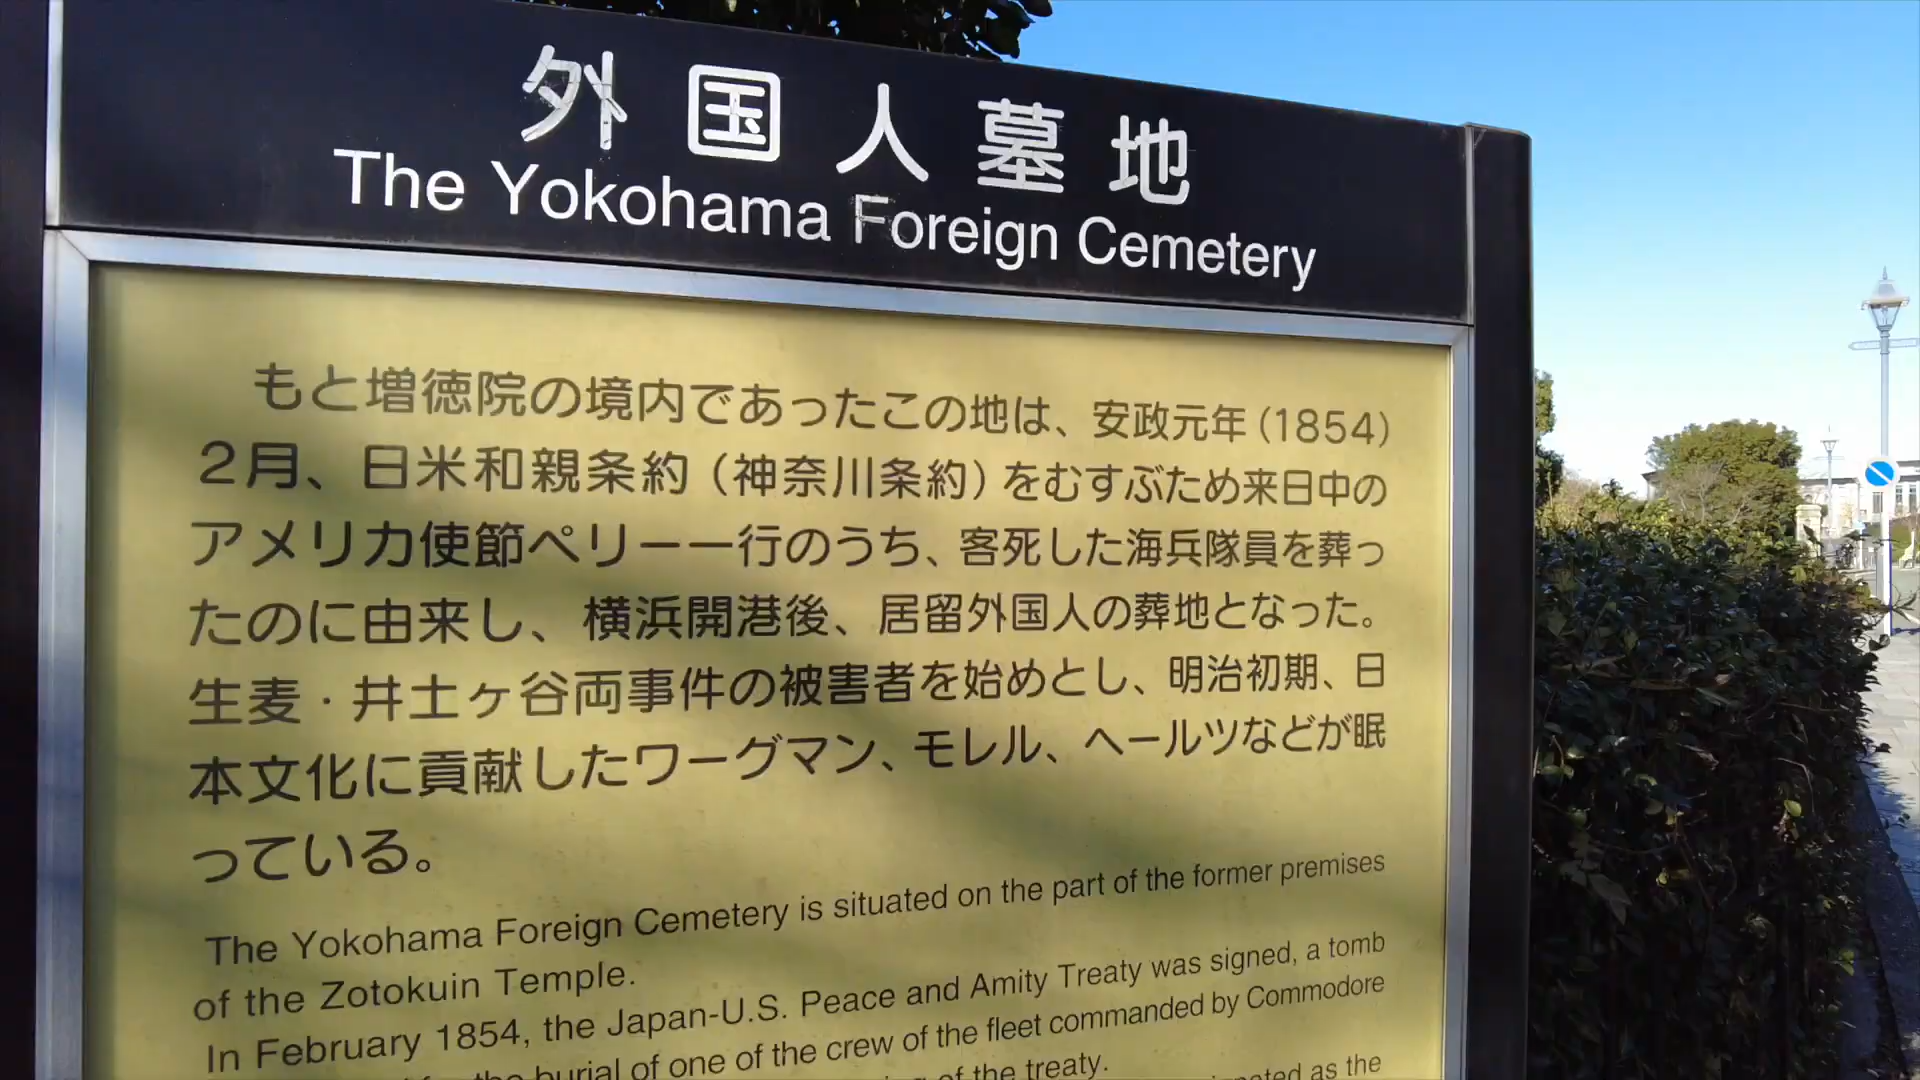 外国人墓地
The Yokohama Foreign Cemetery
もと増徳院の境内であったこの地は、安政元年(1854)
2月、日米和親条約(神奈川条約)をむすぶため来日中の
アメリカ使節ペリー一行のうち、客死した海兵隊員を葬っ
たのに由来し、横浜開港後、居留外国人の葬地となった。
生麦・井土ヶ谷両事件の被害者を始めとし、明治初期、日
本文化に貢献したワーグマン、モレル、ヘールツなどが眠
っている。
The Yokohama Foreign Cemetery is situated on the part of the former premises
of the Zotokuin Temple.
In February 1854, the Japan-U.S. Peace and Amity Treaty was signed, a tomb
the burial of one of the crew of the fleet commanded by Commodore
of the treaty.
as the